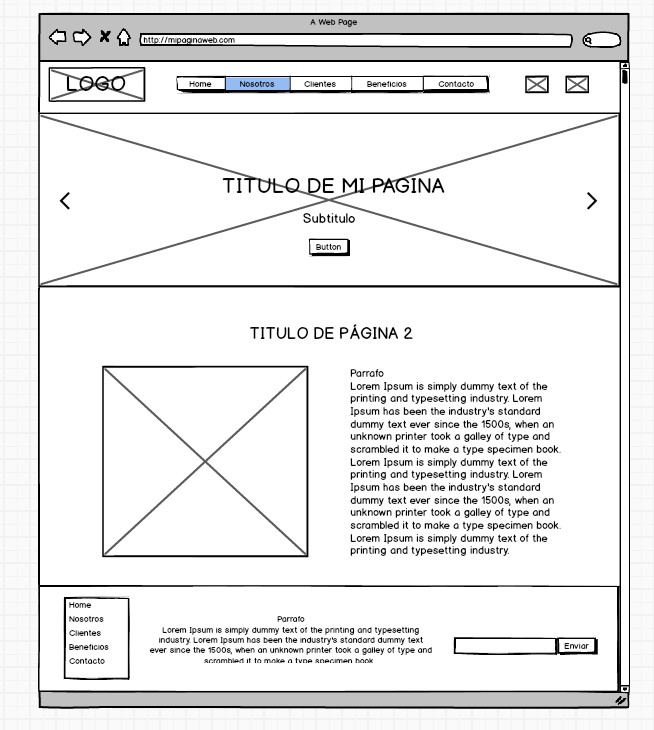 A Web Page
http://mipaginaweb.com
LOGO
Home Nosotros Clientes Beneficios Contacto
TITULO DE MI PAGINA
Subtitulo
Button
TITULO DE PÁGINA 2
Parrafo
Lorem Ipsum is simply dummy text of the
printing and typesetting industry. Lorem
Ipsum has been the industry's standard
dummy text ever since the 1500s, when an
unknown printer took a galley of type and
scrambled it to make a type specimen book.
Lorem Ipsum is simply dummy text of the
printing and typesetting industry. Lorem
Ipsum has been the industry's standard
dummy text ever since the 1500s, when an
unknown printer took a galley of type and
scrambled it to make a type specimen book.
Lorem Ipsum is simply dummy text of the
printing and typesetting industry.
Home
Nosotros
Clientes
Beneficios
Contacto
Parrafo
Lorem Ipsum is simply dummy text of the printing and typesetting
industry. Lorem Ipsum has been the industry's standard dummy text
ever since the 1500s, when an unknown printer took a galley of type and
scrambled it to make a type specimen book.
Enviar